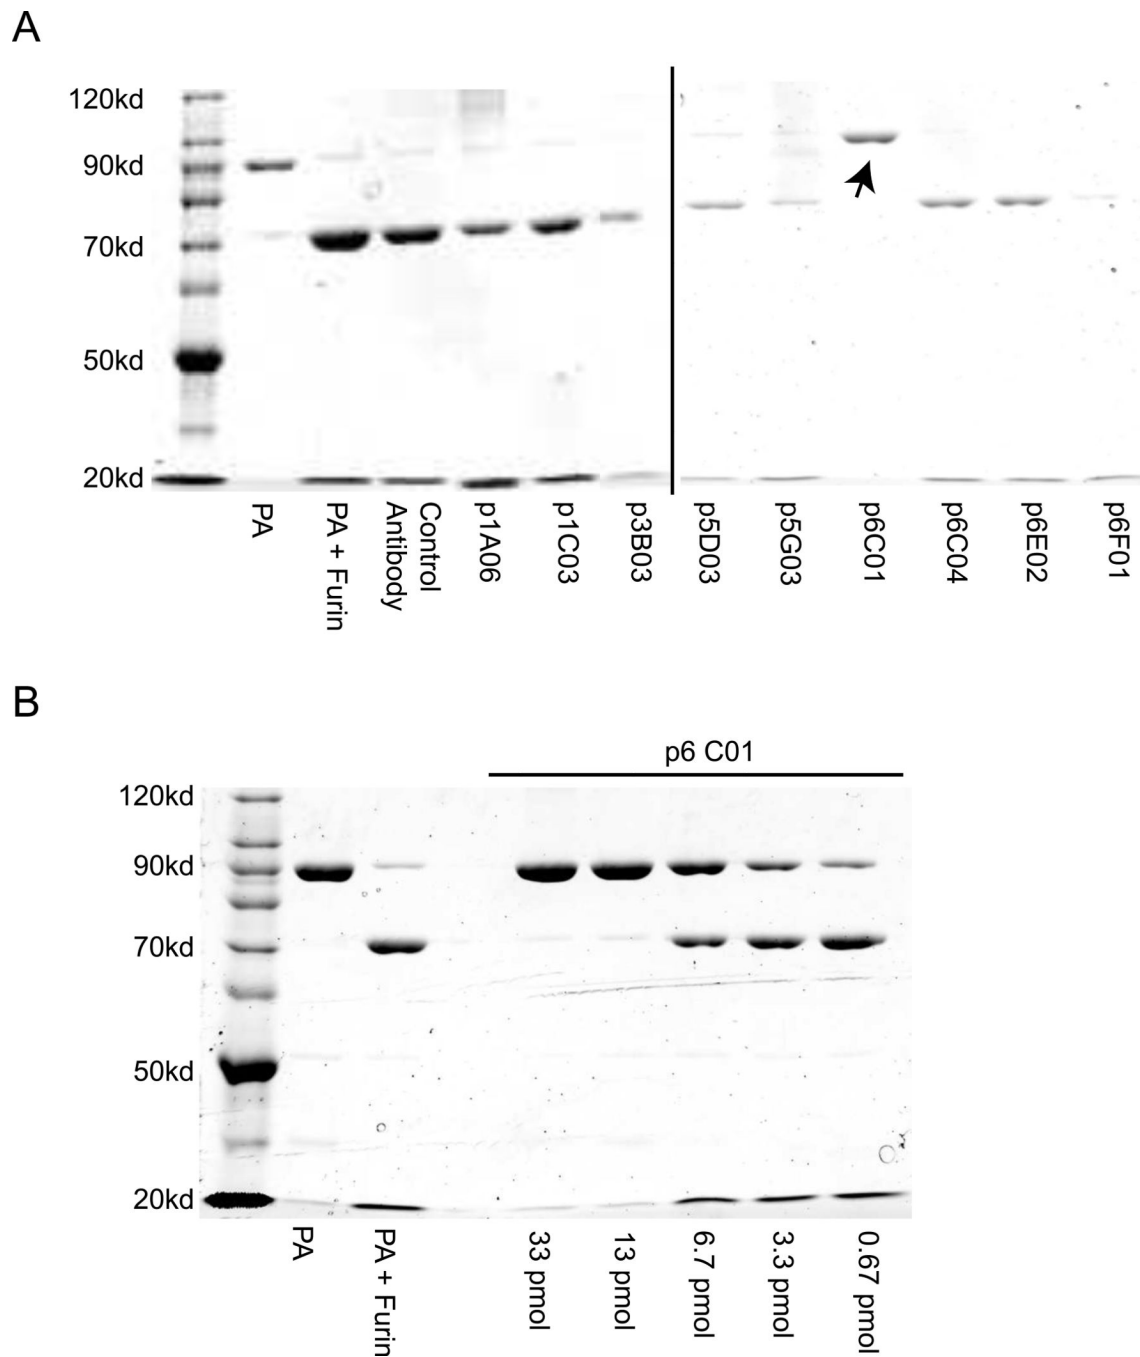 A
120kd
90kd
70kd
50kd
20kd
PA
PA + Furin
Control
Antibody
p1A06
p1C03
p3B03
p5D03
p5G03
p6C01
p6C04
p6E02
p6F01
B
p6 C01
120kd
90kd
70kd
50kd
20kd
PA
PA + Furin
33 pmol
13 pmol
6.7 pmol
3.3 pmol
0.67 pmol